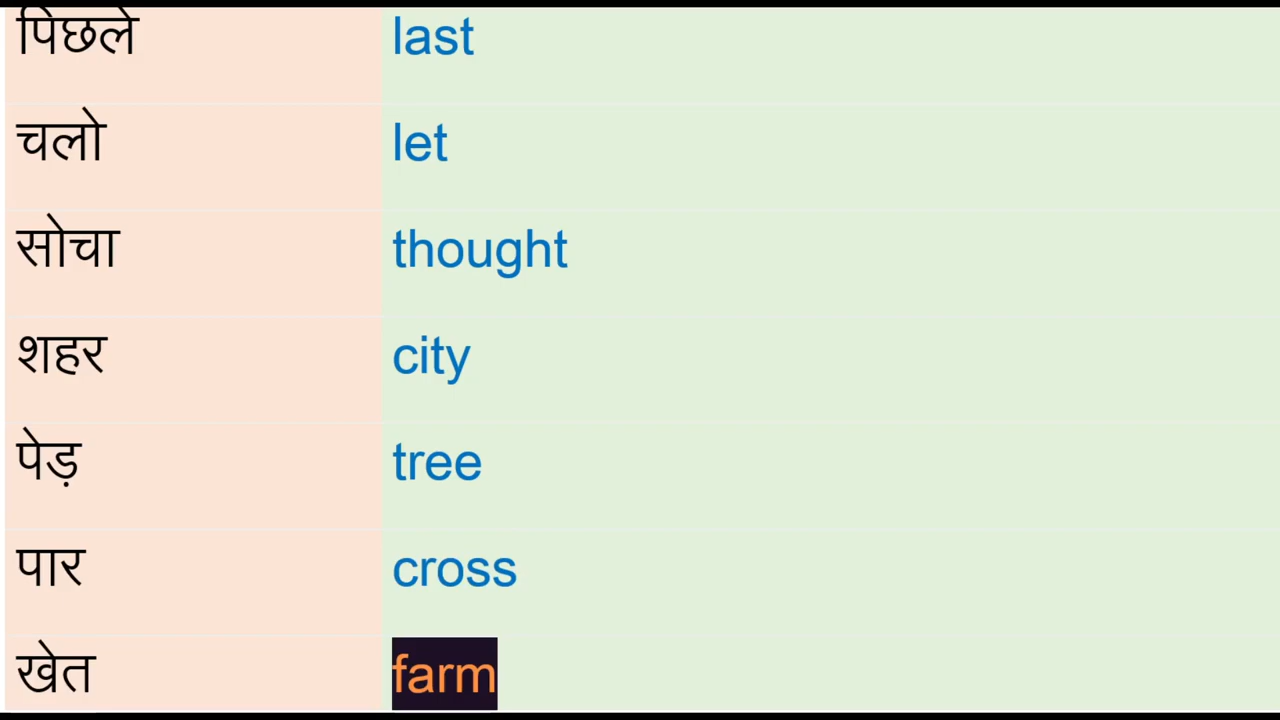 पिछले last
चलो let
सोचा thought
शहर city
पेड़ tree
पार cross
खेत farm